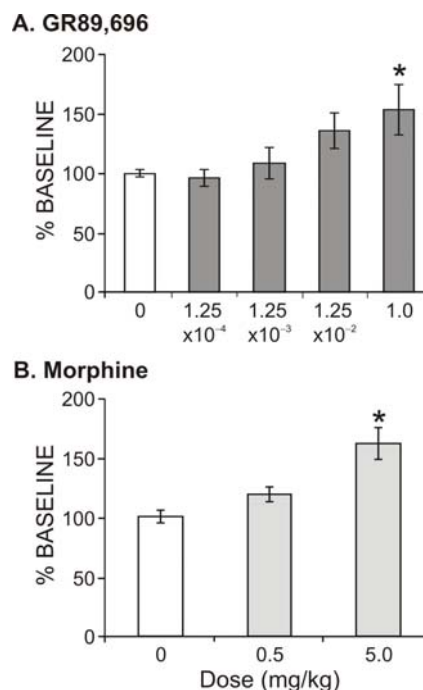 A. GR89,696
200
150
100
50
0
% BASELINE
*
0 1.25 1.25 1.25 1.0
x10⁻⁴ x10⁻³ x10⁻²
B. Morphine
200
150
100
50
0
% BASELINE
*
0 0.5 5.0
Dose (mg/kg)